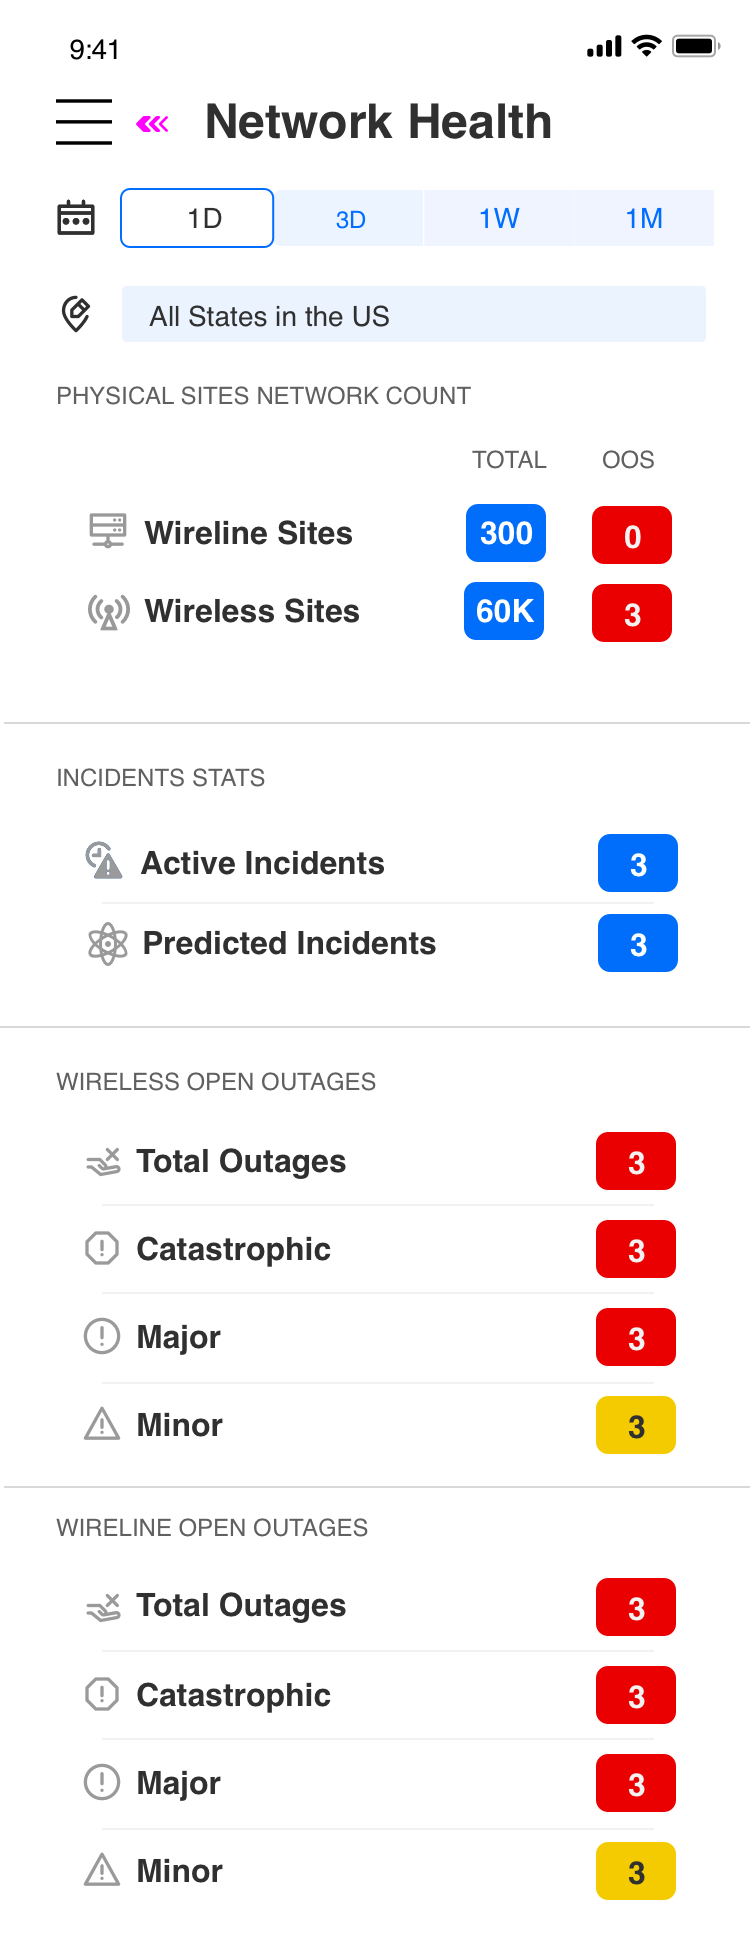 9:41
Network Health
1D 3D 1W 1M
All States in the US
PHYSICAL SITES NETWORK COUNT
TOTAL OOS
Wireline Sites 300 0
Wireless Sites 60K 3
INCIDENTS STATS
Active Incidents 3
Predicted Incidents 3
WIRELESS OPEN OUTAGES
Total Outages 3
Catastrophic 3
Major 3
Minor 3
WIRELINE OPEN OUTAGES
Total Outages 3
Catastrophic 3
Major 3
Minor 3